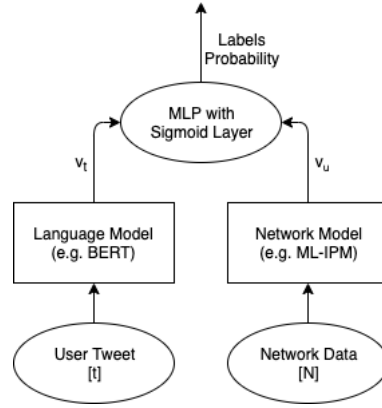 Labels
Probability
MLP with
Sigmoid Layer
v_t
v_u
Language Model
(e.g. BERT)
Network Model
(e.g. ML-IPM)
User Tweet
[t]
Network Data
[N]